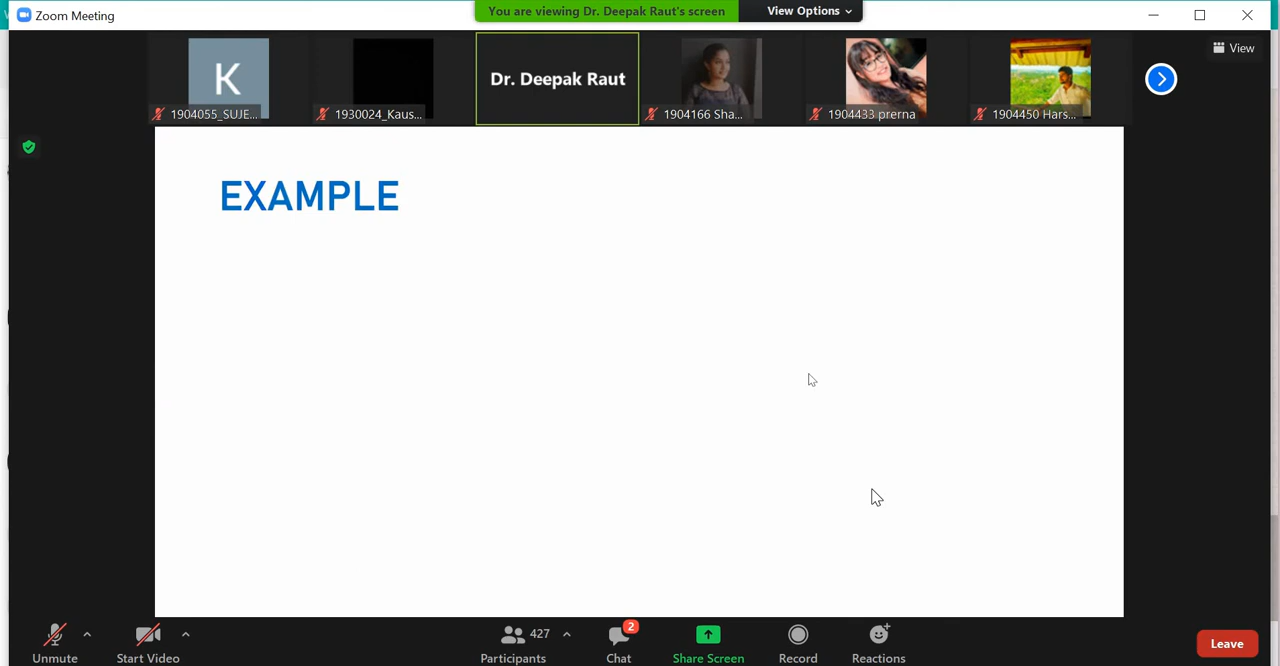 Zoom Meeting
You are viewing Dr. Deepak Raut's screen
View Options
View
K
Dr. Deepak Raut
1904055_SUJE...
1930024_Kaus...
1904166 Sha...
1904433 prerna
1904450 Hars...
EXAMPLE
427
2
Unmute
Start Video
Participants
Chat
Share Screen
Record
Reactions
Leave